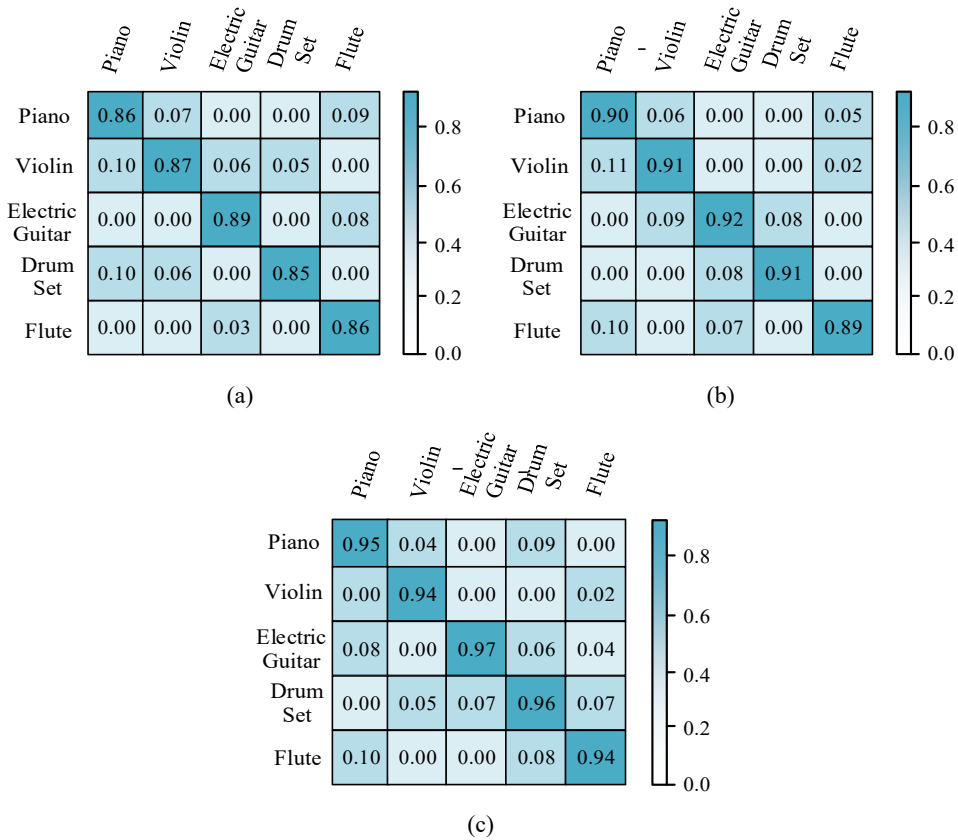 Piano Violin Electric Guitar Drum Set Flute
Piano 0.86 0.07 0.00 0.00 0.09
Violin 0.10 0.87 0.06 0.05 0.00
Electric Guitar 0.00 0.00 0.89 0.00 0.08
Drum Set 0.10 0.06 0.00 0.85 0.00
Flute 0.00 0.00 0.03 0.00 0.86
0.8
0.6
0.4
0.2
0.0
(a)
Piano Violin Electric Guitar Drum Set Flute
Piano 0.90 0.06 0.00 0.00 0.05
Violin 0.11 0.91 0.00 0.00 0.02
Electric Guitar 0.00 0.09 0.92 0.08 0.00
Drum Set 0.00 0.00 0.08 0.91 0.00
Flute 0.10 0.00 0.07 0.00 0.89
0.8
0.6
0.4
0.2
0.0
(b)
Piano Violin Electric Guitar Drum Set Flute
Piano 0.95 0.04 0.00 0.09 0.00
Violin 0.00 0.94 0.00 0.00 0.02
Electric Guitar 0.08 0.00 0.97 0.06 0.04
Drum Set 0.00 0.05 0.07 0.96 0.07
Flute 0.10 0.00 0.00 0.08 0.94
0.8
0.6
0.4
0.2
0.0
(c)